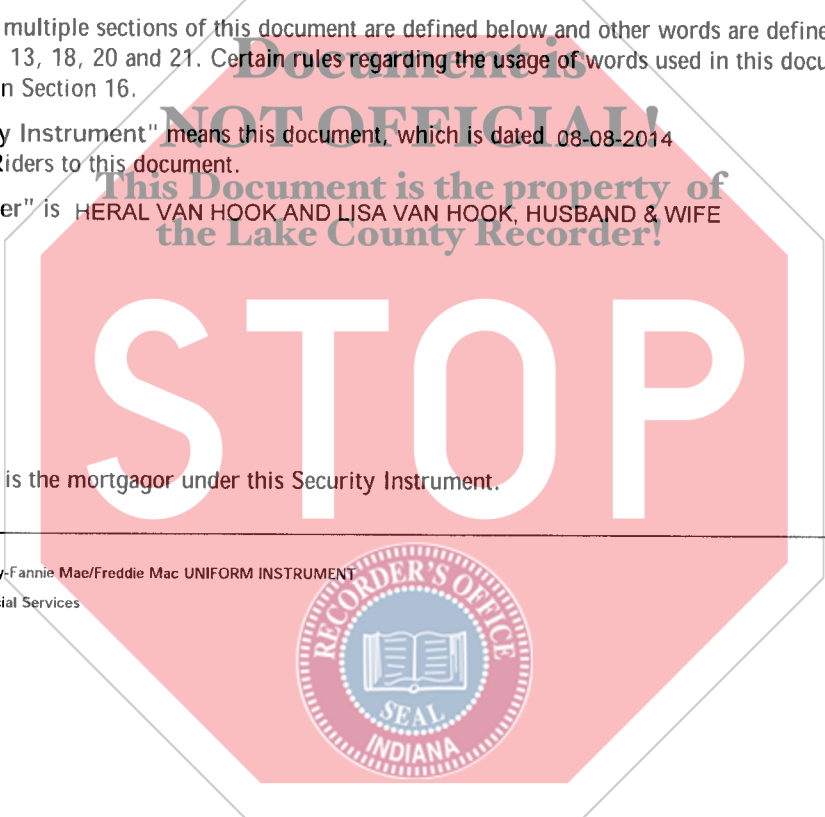 multiple sections of this document are defined below and other words are define
13, 18, 20 and 21. Certain rules regarding the usage of words used in this docu
n Section 16.
Document is
NOT OFFICIAL!
This Document is the property of
the Lake County Recorder!
y Instrument" means this document, which is dated 08-08-2014
Riders to this document.
er" is HERAL VAN HOOK AND LISA VAN HOOK, HUSBAND & WIFE
STOP
is the mortgagor under this Security Instrument.
y-Fannie Mae/Freddie Mac UNIFORM INSTRUMENT
cial Services
RECORDER'S OFFICE
SEAL
INDIANA